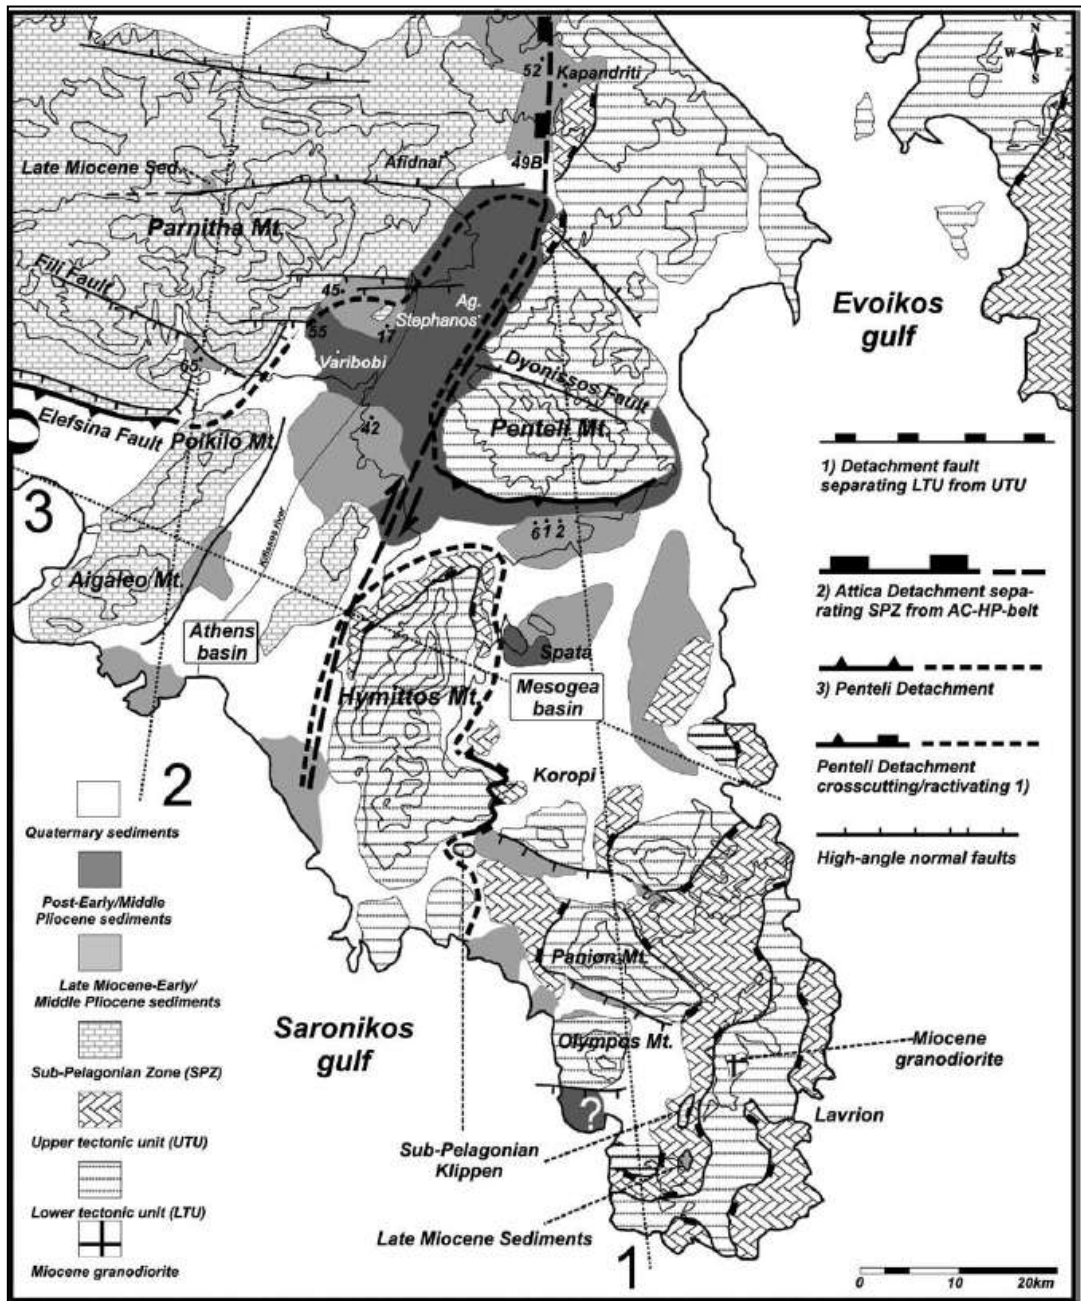 N
W E
S
52
Kapandriti
Afidnai
49B
Late Miocene Sed.
Parnitha Mt.
Fili Fault
45
Ag.
Stephanos
17
55
Varibobi
65
Evoikos
gulf
Dyonissos Fault
Penteli Mt.
Elefsina Fault
Poikilo Mt.
42
3
6 1 2
Kifissos river
Aigaleo Mt.
Athens
basin
Spata
Hymittos Mt.
Mesogea
basin
Koropi
2
1) Detachment fault
separating LTU from UTU
2) Attica Detachment sepa-
rating SPZ from AC-HP-belt
3) Penteli Detachment
Penteli Detachment
crosscutting/ractivating 1)
High-angle normal faults
Quaternary sediments
Post-Early/Middle
Pliocene sediments
Late Miocene-Early/
Middle Pliocene sediments
Sub-Pelagonian Zone (SPZ)
Upper tectonic unit (UTU)
Lower tectonic unit (LTU)
Miocene granodiorite
Saronikos
gulf
Panion Mt.
Olympos Mt.
Miocene
granodiorite
Lavrion
?
Sub-Pelagonian
Klippen
Late Miocene Sediments
1
0 10 20km